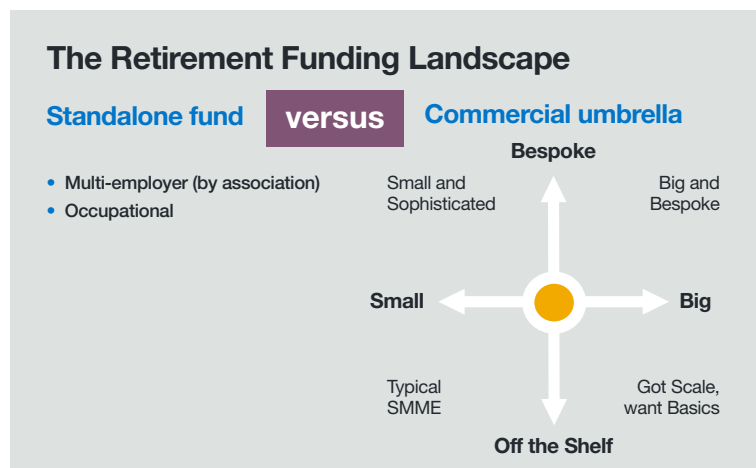 The Retirement Funding Landscape
Standalone fund
versus
Commercial umbrella
• Multi-employer (by association)
• Occupational
Bespoke
Small and
Sophisticated
Big and
Bespoke
Small
Big
Typical
SMME
Got Scale,
want Basics
Off the Shelf